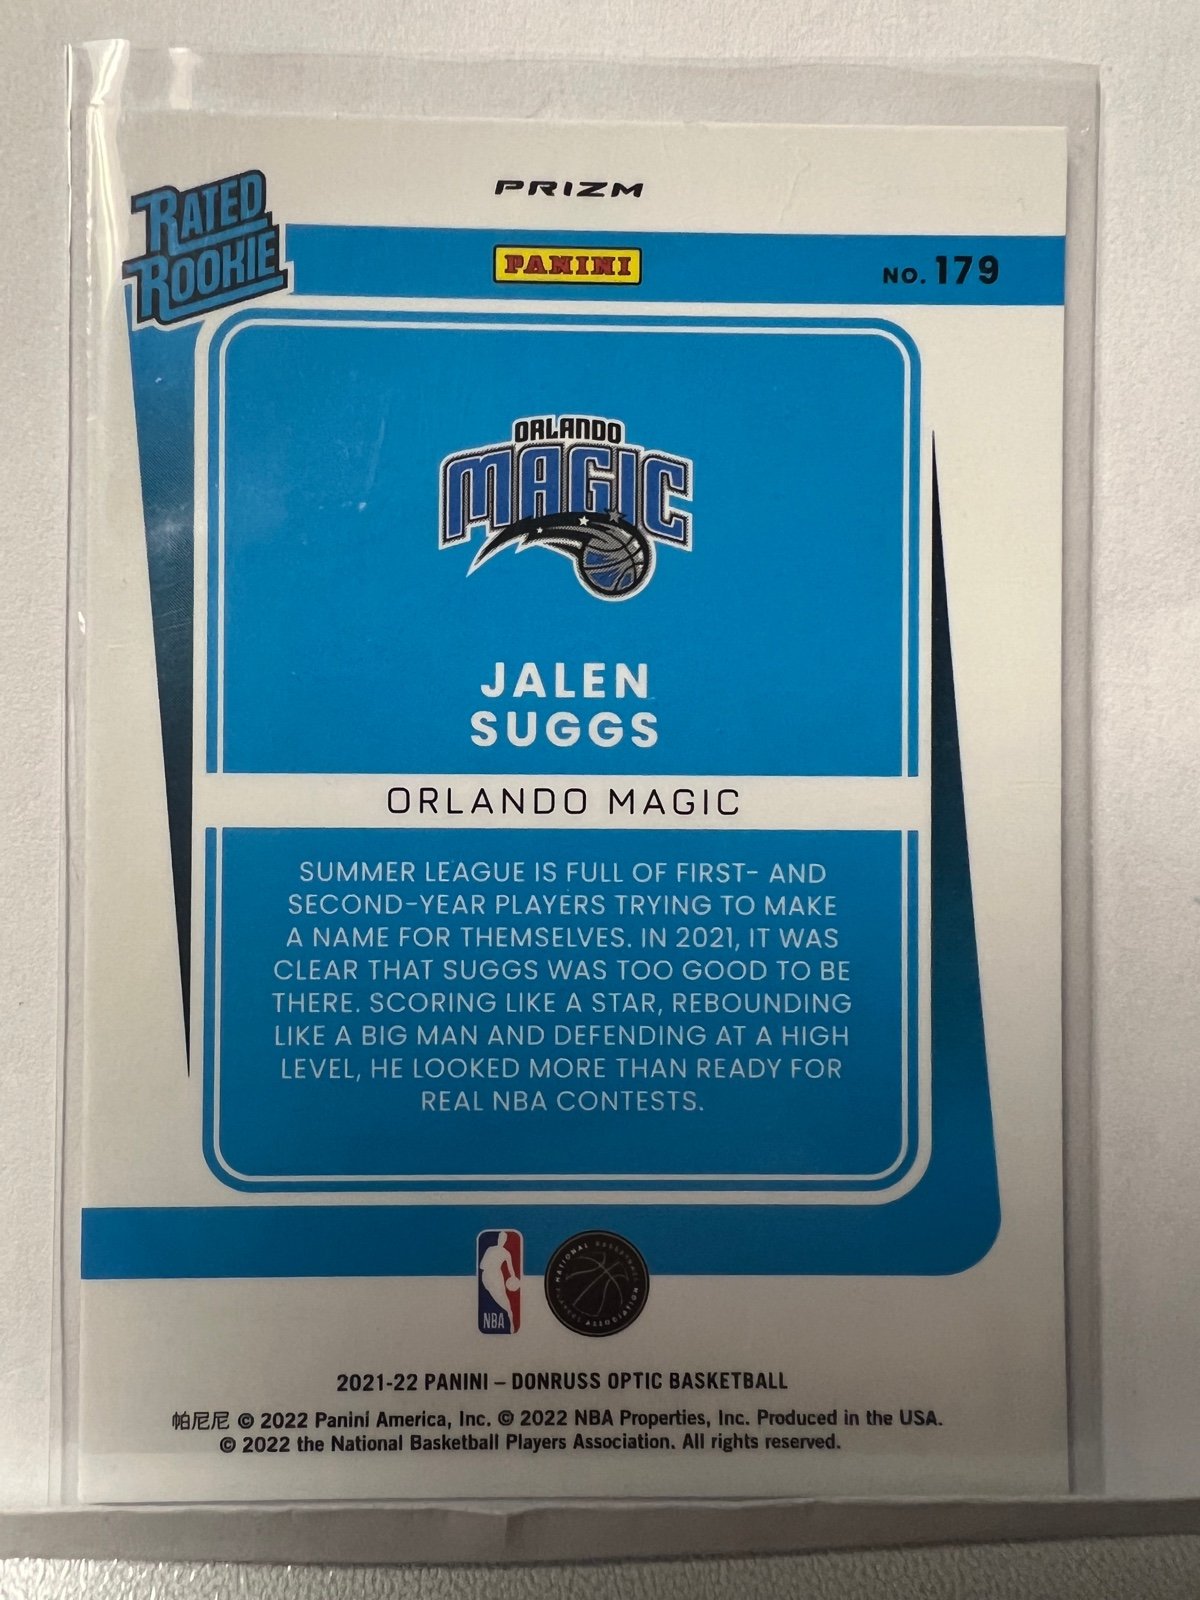 PRIZM
RATED
ROOKIE
PANINI
NO. 179
ORLANDO
MAGIC
JALEN
SUGGS
ORLANDO MAGIC
SUMMER LEAGUE IS FULL OF FIRST- AND
SECOND-YEAR PLAYERS TRYING TO MAKE
A NAME FOR THEMSELVES. IN 2021, IT WAS
CLEAR THAT SUGGS WAS TOO GOOD TO BE
THERE. SCORING LIKE A STAR, REBOUNDING
LIKE A BIG MAN AND DEFENDING AT A HIGH
LEVEL, HE LOOKED MORE THAN READY FOR
REAL NBA CONTESTS.
NBA
NATIONAL BASKETBALL
ASSOCIATION
2021-22 PANINI – DONRUSS OPTIC BASKETBALL
帕尼尼 © 2022 Panini America, Inc. © 2022 NBA Properties, Inc. Produced in the USA.
© 2022 the National Basketball Players Association. All rights reserved.